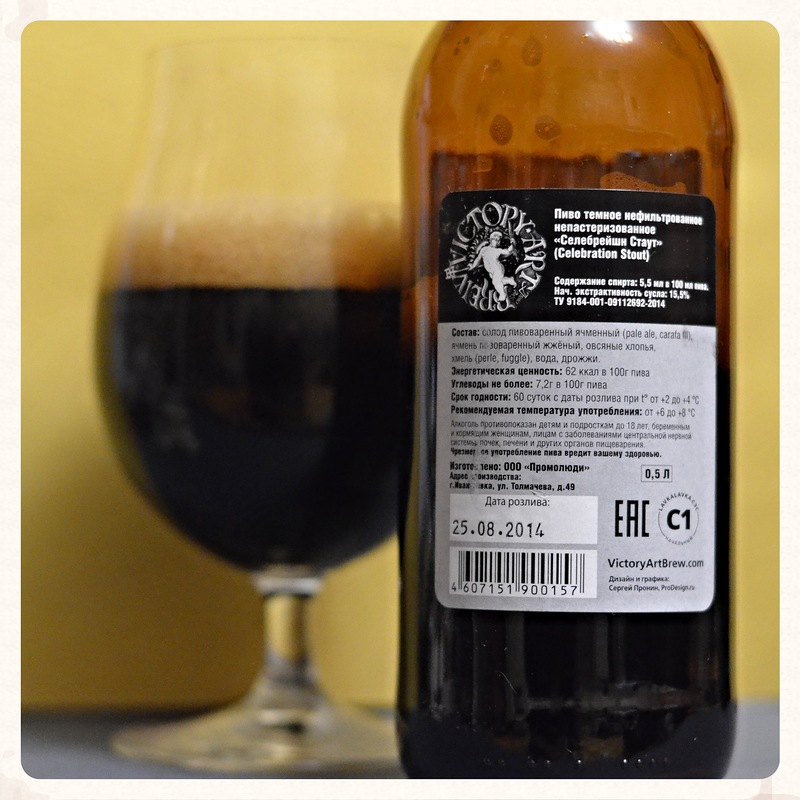 VICTORY ART BREW
Пиво темное нефильтрованное
непастеризованное
«Селебрейшн Стаут»
(Celebration Stout)
Содержание спирта: 5,5 мл в 100 мл пива.
Нач. экстрактивность сусла: 15,5%
ТУ 9184-001-09112692-2014
Состав: солод пивоваренный ячменный (pale ale, carafa III),
ячмень пивоваренный жжёный, овсяные хлопья,
хмель (perle, fuggle), вода, дрожжи.
Энергетическая ценность: 62 ккал в 100г пива
Углеводы не более: 7,2г в 100г пива
Срок годности: 60 суток с даты розлива при t° от +2 до +4 °C
Рекомендуемая температура употребления: от +6 до +8 °C
Алкоголь противопоказан детям и подросткам до 18 лет, беременным
и кормящим женщинам, лицам с заболеваниями центральной нервной
системы, почек, печени и других органов пищеварения.
Чрезмерное употребление пива вредит вашему здоровью.
Изготовлено: ООО «Промолюди»
Адрес производства:
г.Ивантеевка, ул. Толмачева, д.49
0,5 Л
Дата розлива:
25.08.2014
EAC
C1
4 607151 900157
VictoryArtBrew.com
Дизайн и графика:
Сергей Пронин, ProDesign.ru